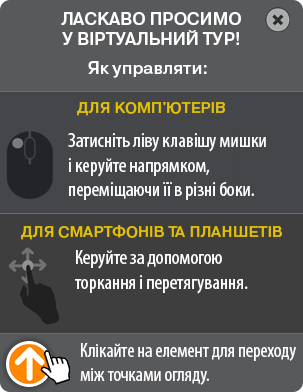 ЛАСКАВО ПРОСИМО
У ВІРТУАЛЬНИЙ ТУР!
Як управляти:
ДЛЯ КОМП'ЮТЕРІВ
Затисніть ліву клавішу мишки
і керуйте напрямком,
переміщаючи її в різні боки.
ДЛЯ СМАРТФОНІВ ТА ПЛАНШЕТІВ
Керуйте за допомогою
торкання і перетягування.
Клікайте на елемент для переходу
між точками огляду.